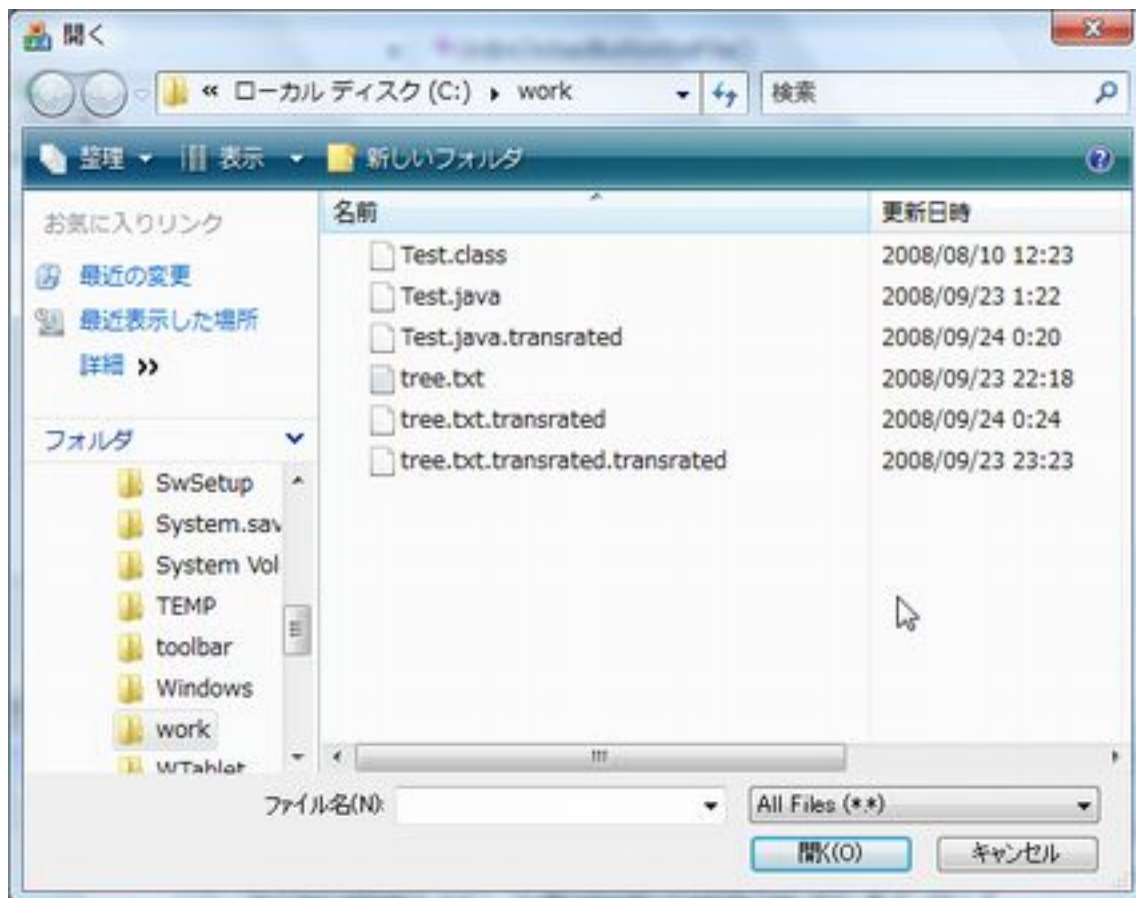 開く
« ローカル ディスク (C:) ▸ work 検索
整理 表示 新しいフォルダ
お気に入りリンク
最近の変更
最近表示した場所
詳細 >>
フォルダ
SwSetup
System.sav
System Vol
TEMP
toolbar
Windows
work
WTablet
名前 更新日時
Test.class 2008/08/10 12:23
Test.java 2008/09/23 1:22
Test.java.transrated 2008/09/24 0:20
tree.txt 2008/09/23 22:18
tree.txt.transrated 2008/09/24 0:24
tree.txt.transrated.transrated 2008/09/23 23:23
ファイル名(N): All Files (*.*)
開く(O) キャンセル